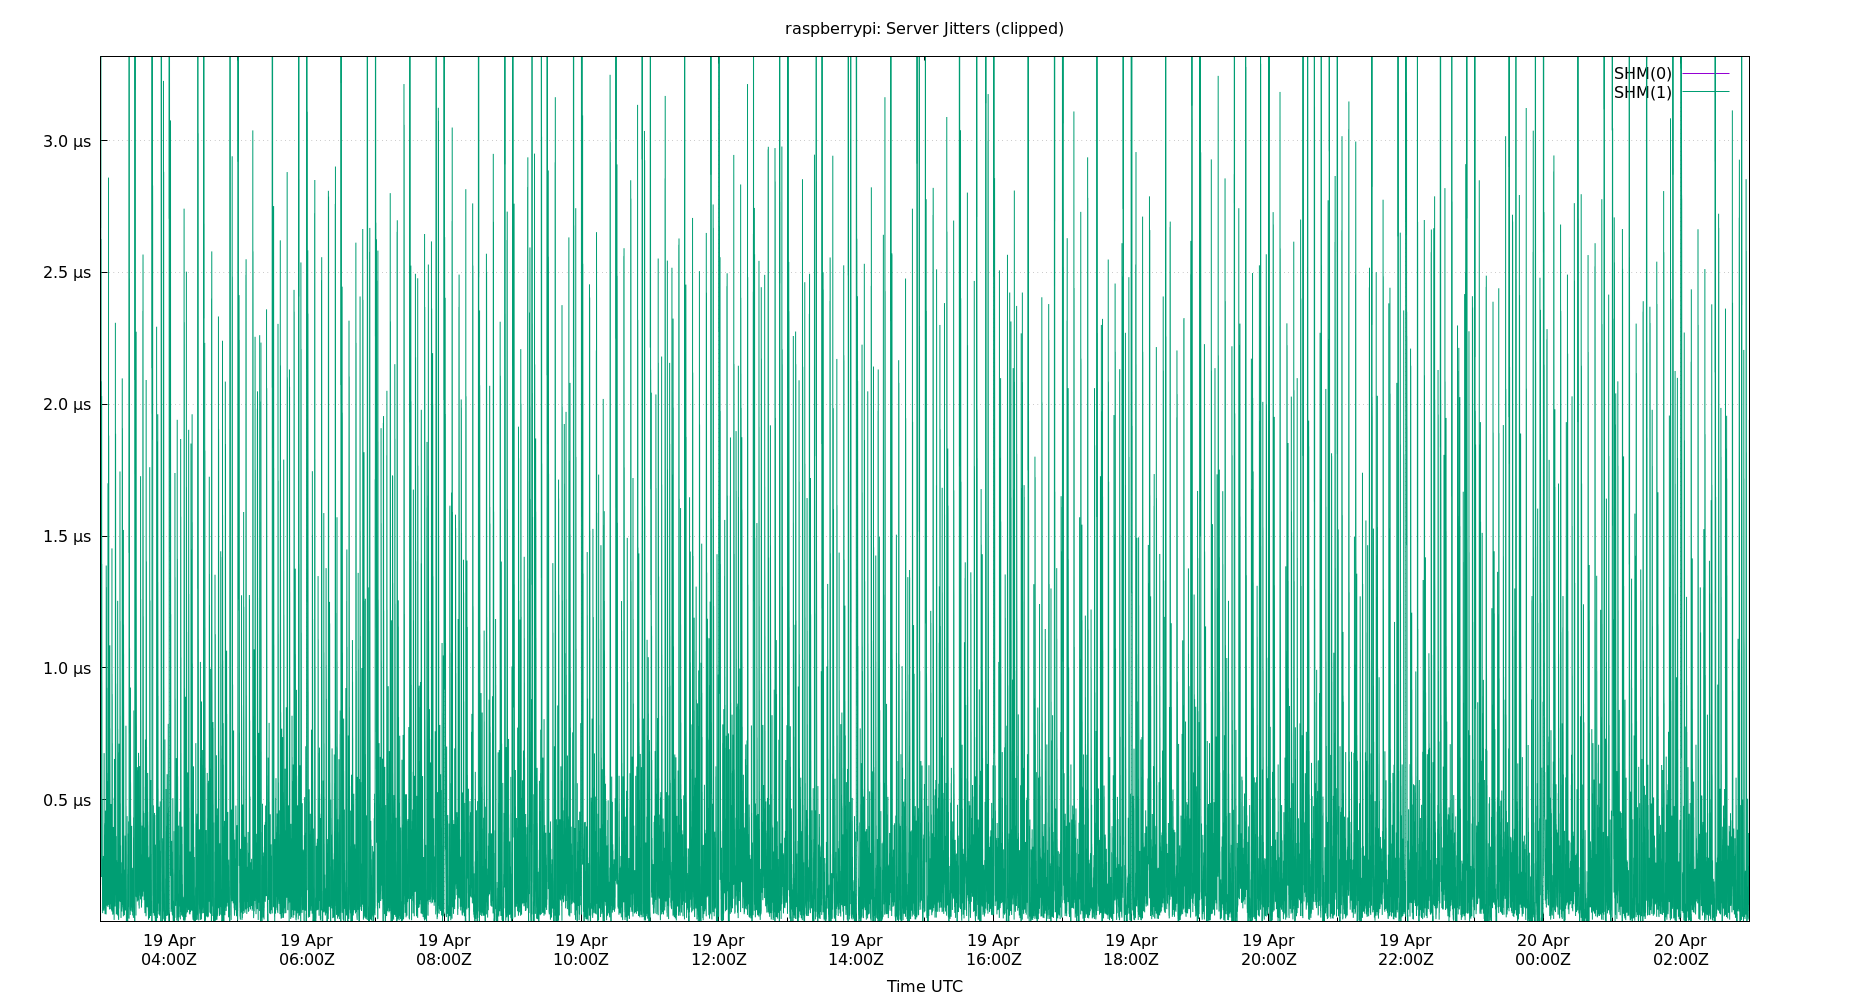 raspberrypi: Server Jitters (clipped)
SHM(0)
SHM(1)
3.0 µs
2.5 µs
2.0 µs
1.5 µs
1.0 µs
0.5 µs
19 Apr 19 Apr 19 Apr 19 Apr 19 Apr 19 Apr 19 Apr 19 Apr 19 Apr 19 Apr 20 Apr 20 Apr
04:00Z 06:00Z 08:00Z 10:00Z 12:00Z 14:00Z 16:00Z 18:00Z 20:00Z 22:00Z 00:00Z 02:00Z
Time UTC